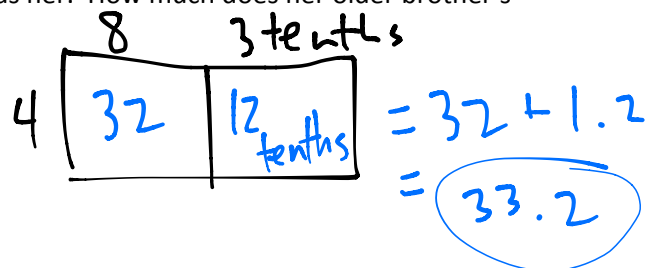 as her. How much does her older brother's
8 3 tenths
4 32 12 tenths = 32 + 1.2
= 33.2